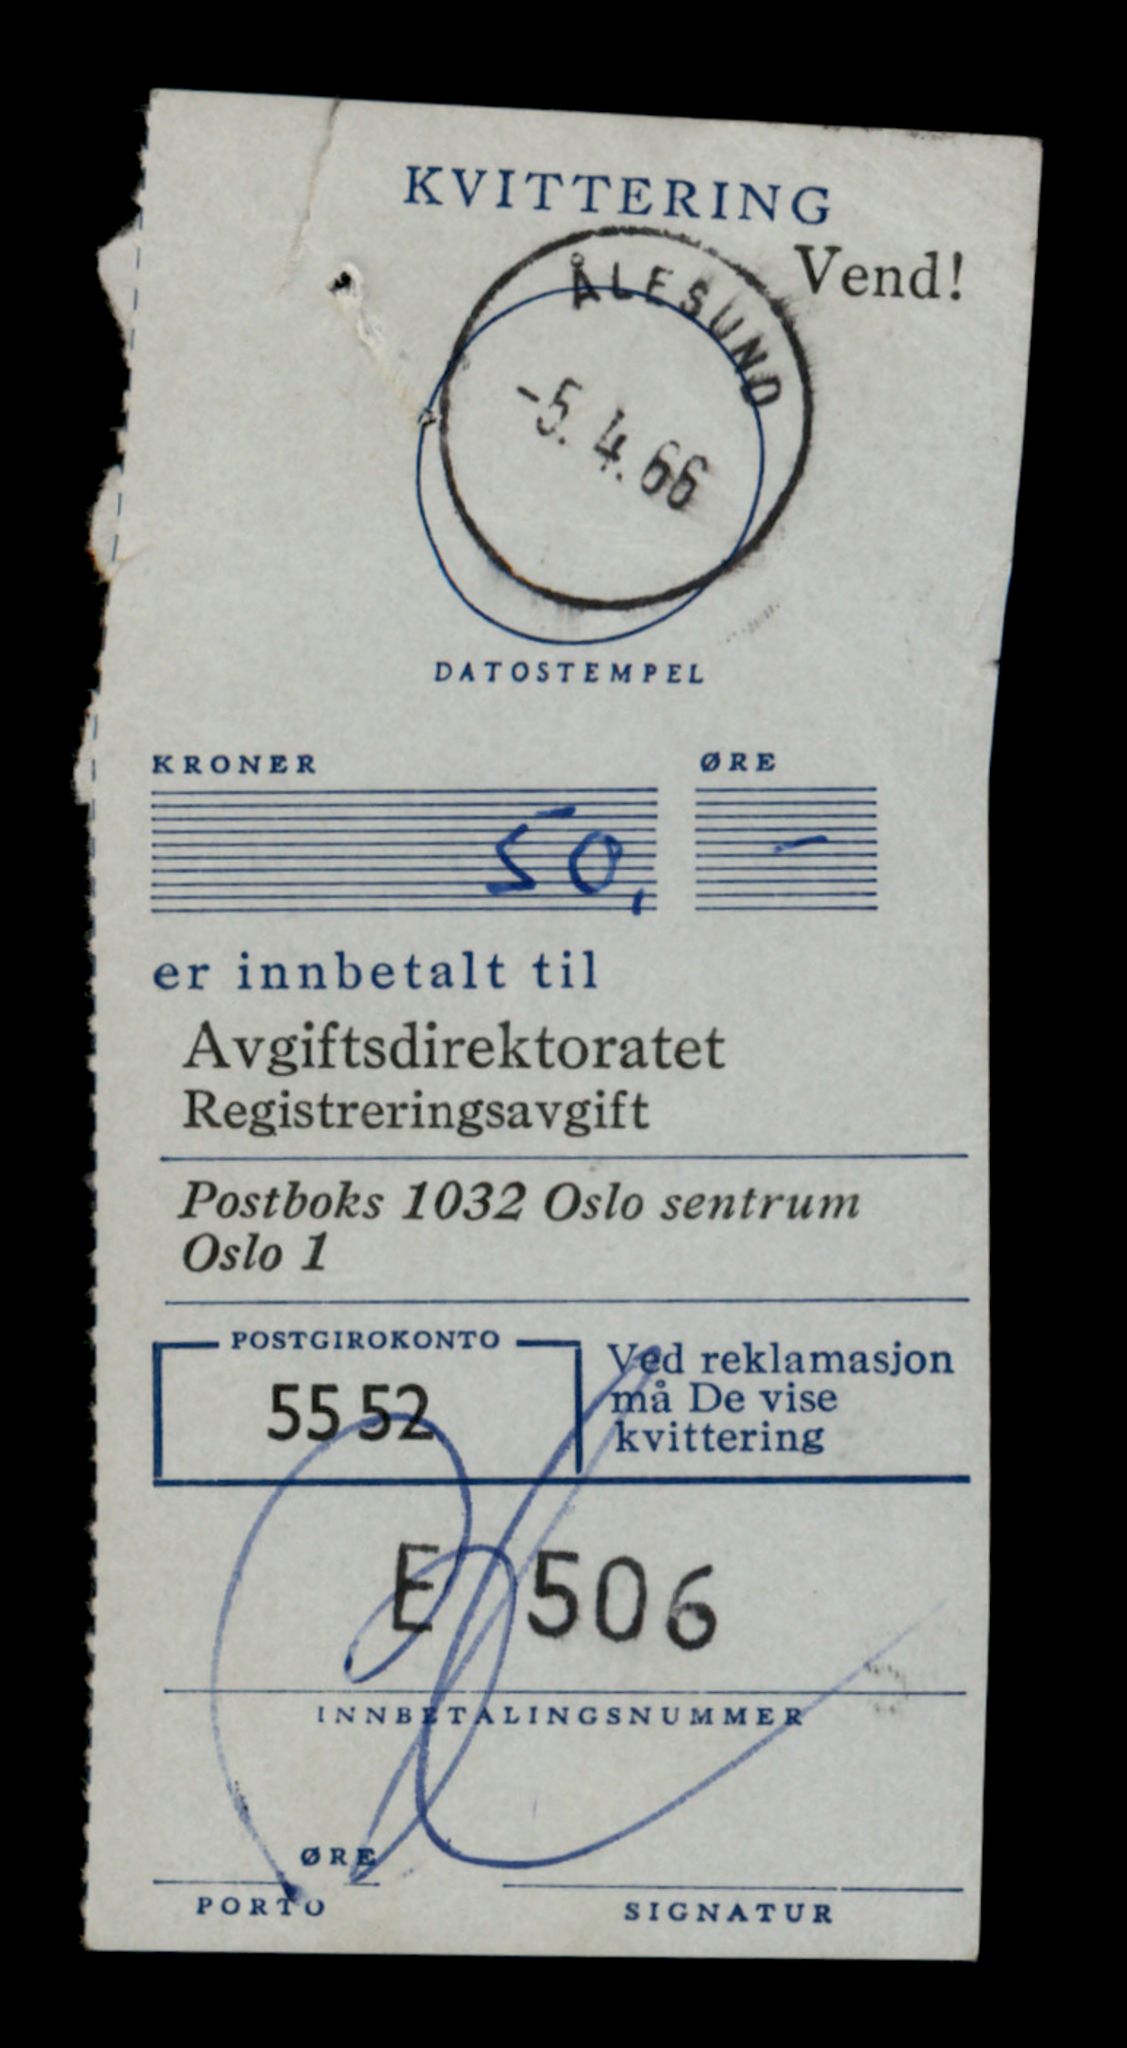 KVITTERING
Vend!
ÅLESUND
-5. 4. 66
DATOSTEMPEL
KRONER ØRE
50, -
er innbetalt til
Avgiftsdirektoratet
Registreringsavgift
Postboks 1032 Oslo sentrum
Oslo 1
POSTGIROKONTO
55 52
Ved reklamasjon
må De vise
kvittering
E 506
INNBETALINGSNUMMER
ØRE
PORTO SIGNATUR